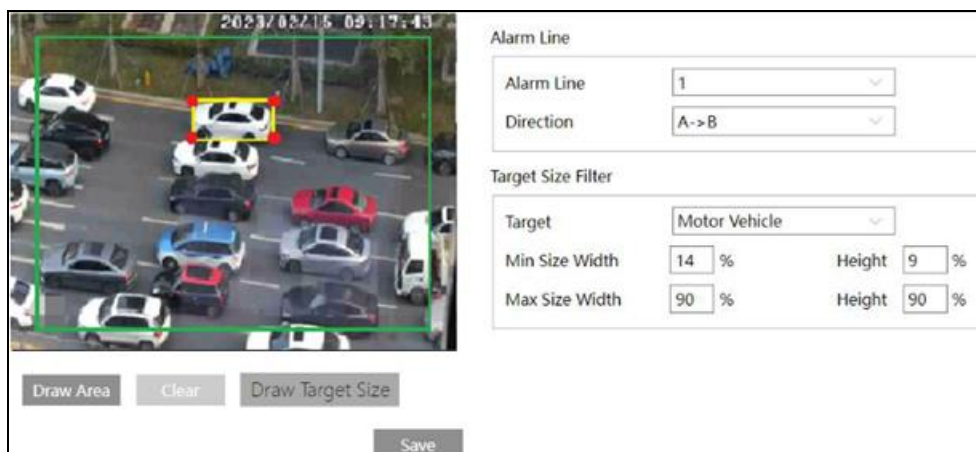 2023/02/15 09:17:43
Alarm Line
Alarm Line 1
Direction A->B
Target Size Filter
Target Motor Vehicle
Min Size Width 14 % Height 9 %
Max Size Width 90 % Height 90 %
Draw Area Clear Draw Target Size
Save